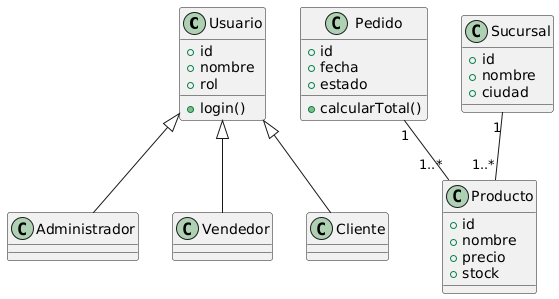 C Usuario
+ id
+ nombre
+ rol
+ login()
C Pedido
+ id
+ fecha
+ estado
+ calcularTotal()
C Sucursal
+ id
+ nombre
+ ciudad
1
1..*
1
1..*
C Administrador
C Vendedor
C Cliente
C Producto
+ id
+ nombre
+ precio
+ stock